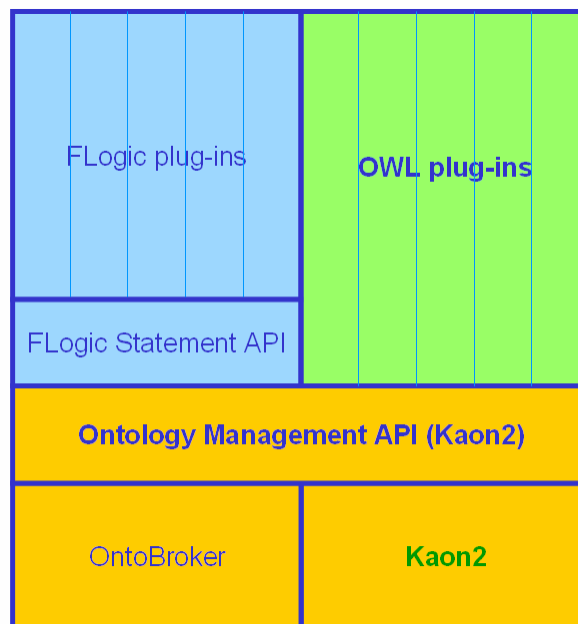 FLogic plug-ins
OWL plug-ins
FLogic Statement API
Ontology Management API (Kaon2)
OntoBroker
Kaon2